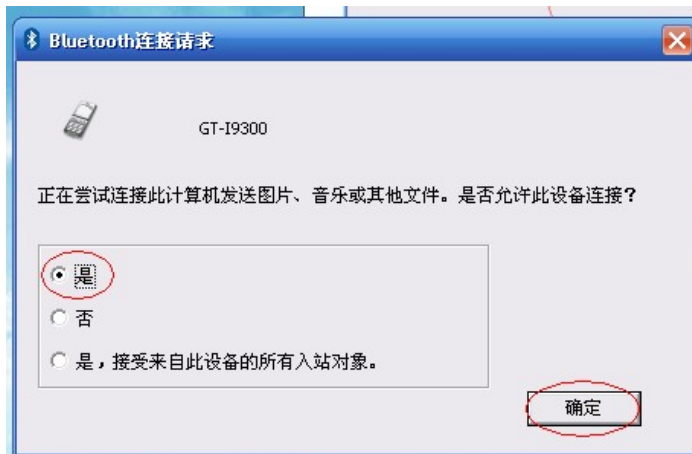 Bluetooth连接请求
GT-I9300
正在尝试连接此计算机发送图片、音乐或其他文件。是否允许此设备连接?
是
否
是,接受来自此设备的所有入站对象。
确定